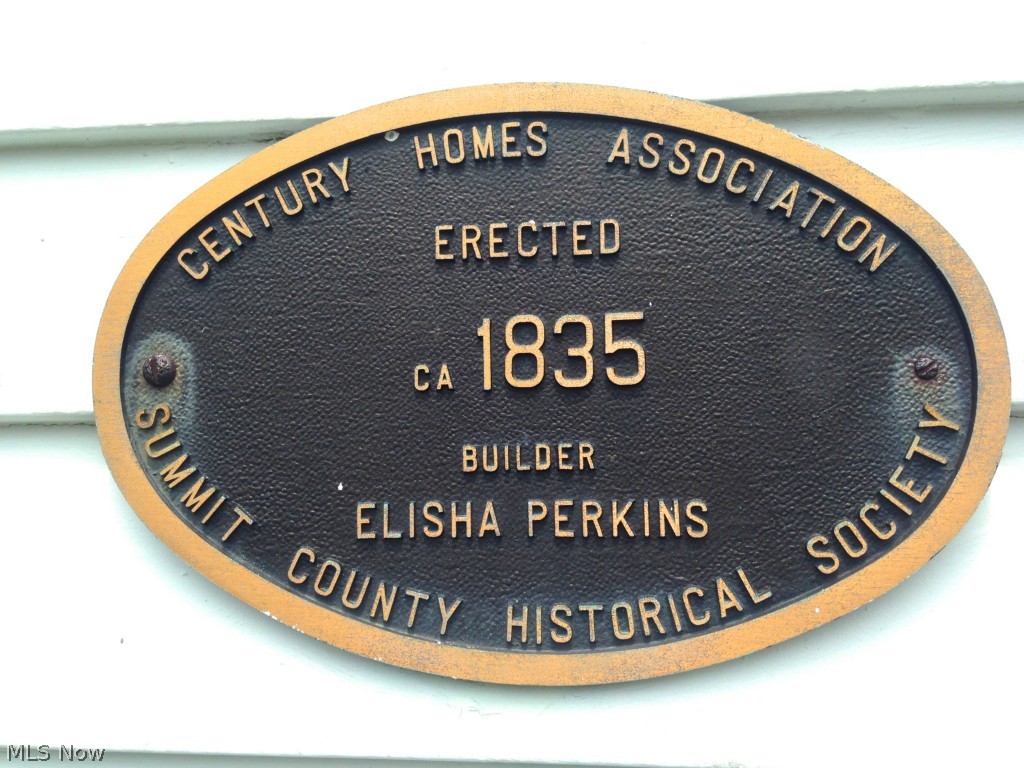 CENTURY HOMES ASSOCIATION
ERECTED
CA 1835
BUILDER
ELISHA PERKINS
SUMMIT COUNTY HISTORICAL SOCIETY
MLS Now